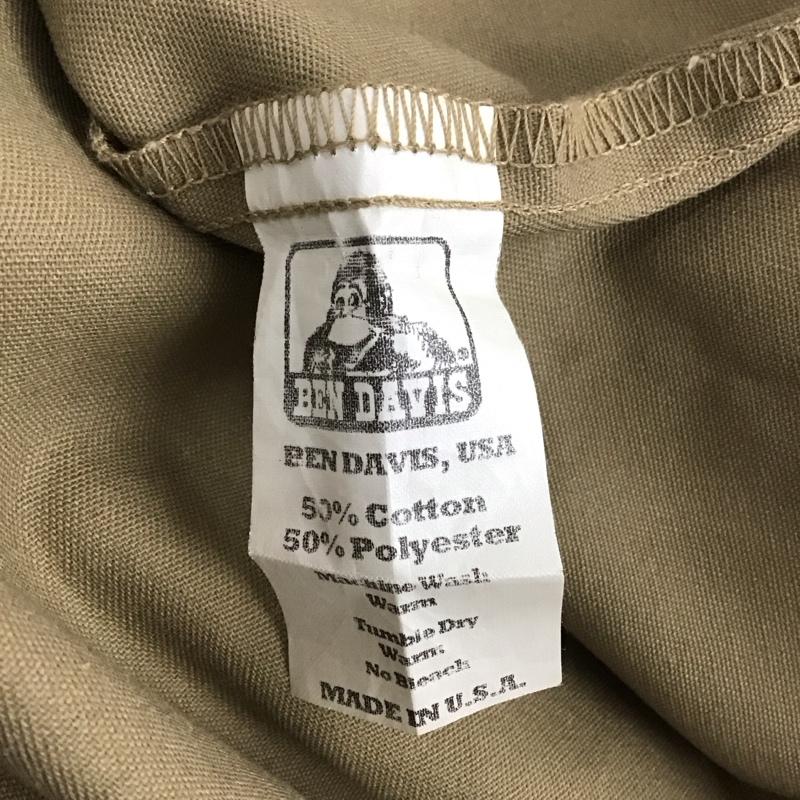 BEN DAVIS
BEN DAVIS, USA
50% Cotton
50% Polyester
Machine Wash
Warm
Tumble Dry
Warm
No Bleach
MADE IN U.S.A.